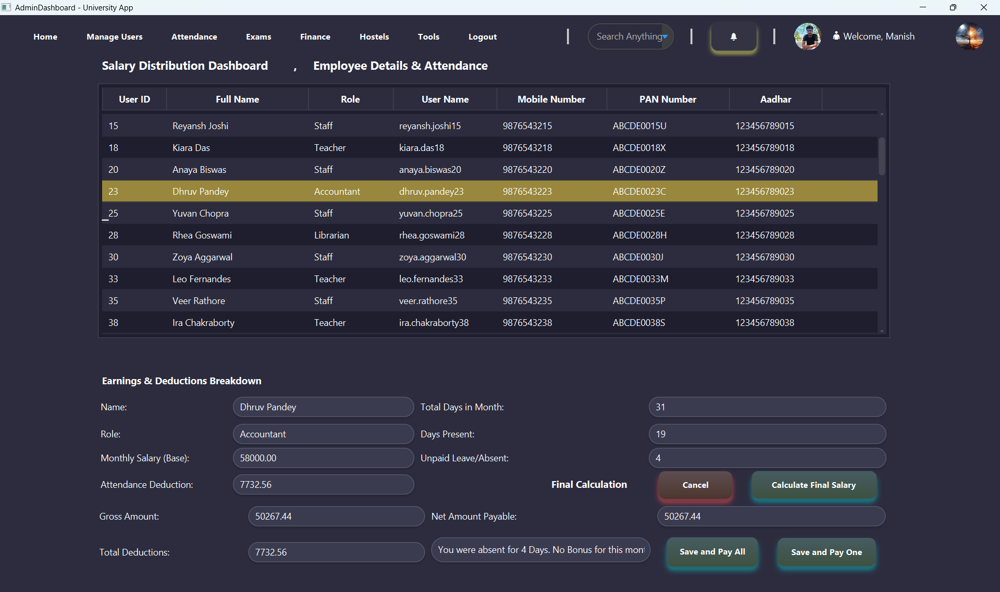 AdminDashboard - University App
Home Manage Users Attendance Exams Finance Hostels Tools Logout | Search Anything | | Welcome, Manish
Salary Distribution Dashboard , Employee Details & Attendance
User ID Full Name Role User Name Mobile Number PAN Number Aadhar
15 Reyansh Joshi Staff reyansh.joshi15 9876543215 ABCDE0015U 123456789015
18 Kiara Das Teacher kiara.das18 9876543218 ABCDE0018X 123456789018
20 Anaya Biswas Staff anaya.biswas20 9876543220 ABCDE0020Z 123456789020
23 Dhruv Pandey Accountant dhruv.pandey23 9876543223 ABCDE0023C 123456789023
25 Yuvan Chopra Staff yuvan.chopra25 9876543225 ABCDE0025E 123456789025
28 Rhea Goswami Librarian rhea.goswami28 9876543228 ABCDE0028H 123456789028
30 Zoya Aggarwal Staff zoya.aggarwal30 9876543230 ABCDE0030J 123456789030
33 Leo Fernandes Teacher leo.fernandes33 9876543233 ABCDE0033M 123456789033
35 Veer Rathore Staff veer.rathore35 9876543235 ABCDE0035P 123456789035
38 Ira Chakraborty Teacher ira.chakraborty38 9876543238 ABCDE0038S 123456789038
Earnings & Deductions Breakdown
Name: Dhruv Pandey Total Days in Month: 31
Role: Accountant Days Present: 19
Monthly Salary (Base): 58000.00 Unpaid Leave/Absent: 4
Attendance Deduction: 7732.56 Final Calculation Cancel Calculate Final Salary
Gross Amount: 50267.44 Net Amount Payable: 50267.44
Total Deductions: 7732.56 You were absent for 4 Days. No Bonus for this mon Save and Pay All Save and Pay One